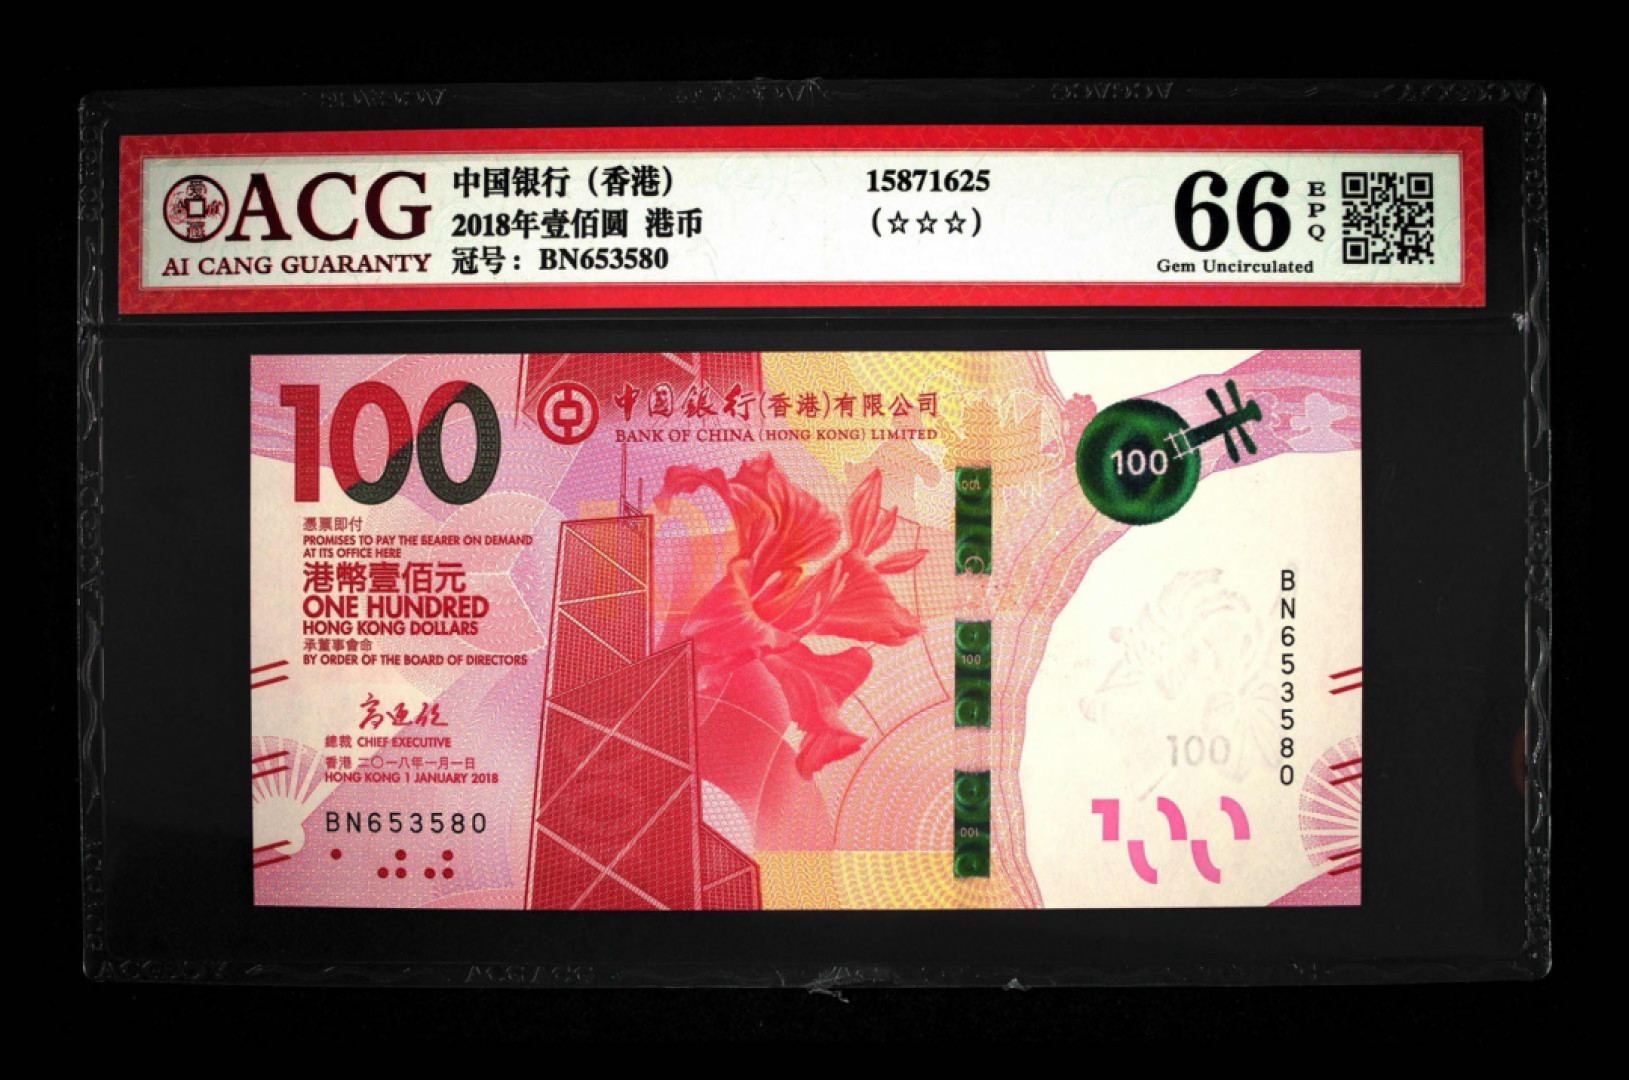 ACG
AI CANG GUARANTY
中国银行（香港）
2018年壹佰圆 港币
冠号：BN653580
15871625
(☆☆☆)
66
EPQ
Gem Uncirculated
100
中国銀行(香港)有限公司
BANK OF CHINA (HONG KONG) LIMITED
憑票即付
PROMISES TO PAY THE BEARER ON DEMAND
AT ITS OFFICE HERE
港幣壹佰元
ONE HUNDRED
HONG KONG DOLLARS
承董事會命
BY ORDER OF THE BOARD OF DIRECTORS
總裁 CHIEF EXECUTIVE
香港 二〇一八年一月一日
HONG KONG 1 JANUARY 2018
BN653580
100
100
100
100
BN653580
100